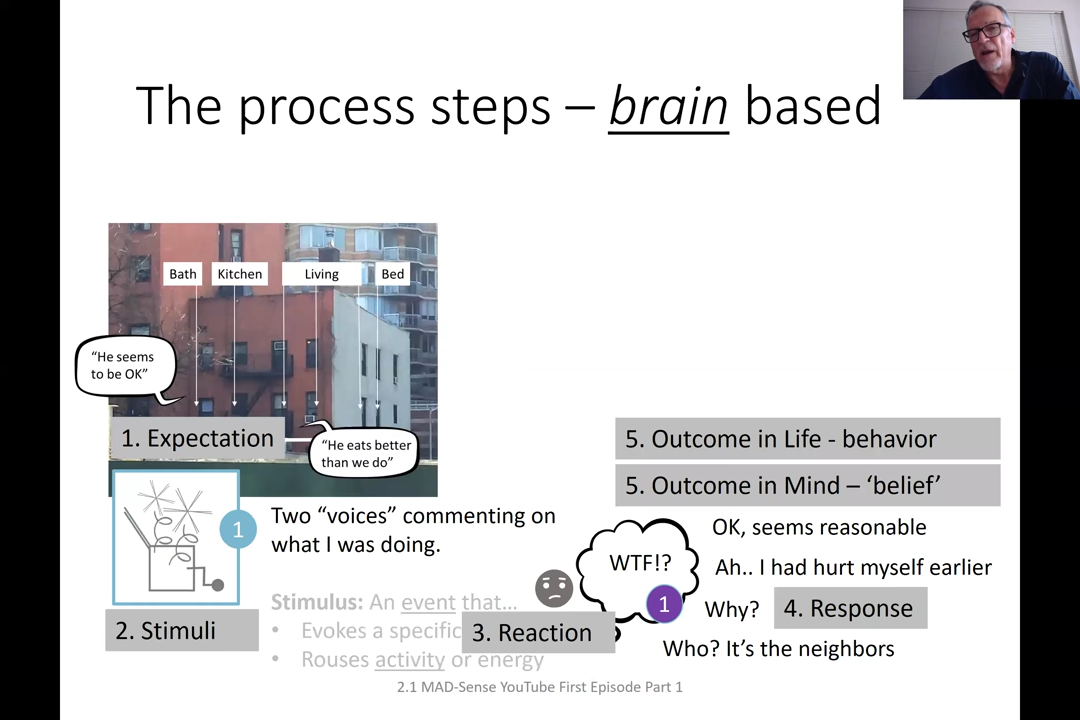 The process steps – brain based
Bath
Kitchen
Living
Bed
“He seems
to be OK”
1. Expectation
“He eats better
than we do”
1
Two “voices” commenting on
what I was doing.
2. Stimuli
Stimulus: An event that…
• Evokes a specific
• Rouses activity or energy
3. Reaction
WTF!?
1
5. Outcome in Life - behavior
5. Outcome in Mind – ‘belief’
OK, seems reasonable
Ah.. I had hurt myself earlier
Why?
4. Response
Who? It’s the neighbors
2.1 MAD-Sense YouTube First Episode Part 1